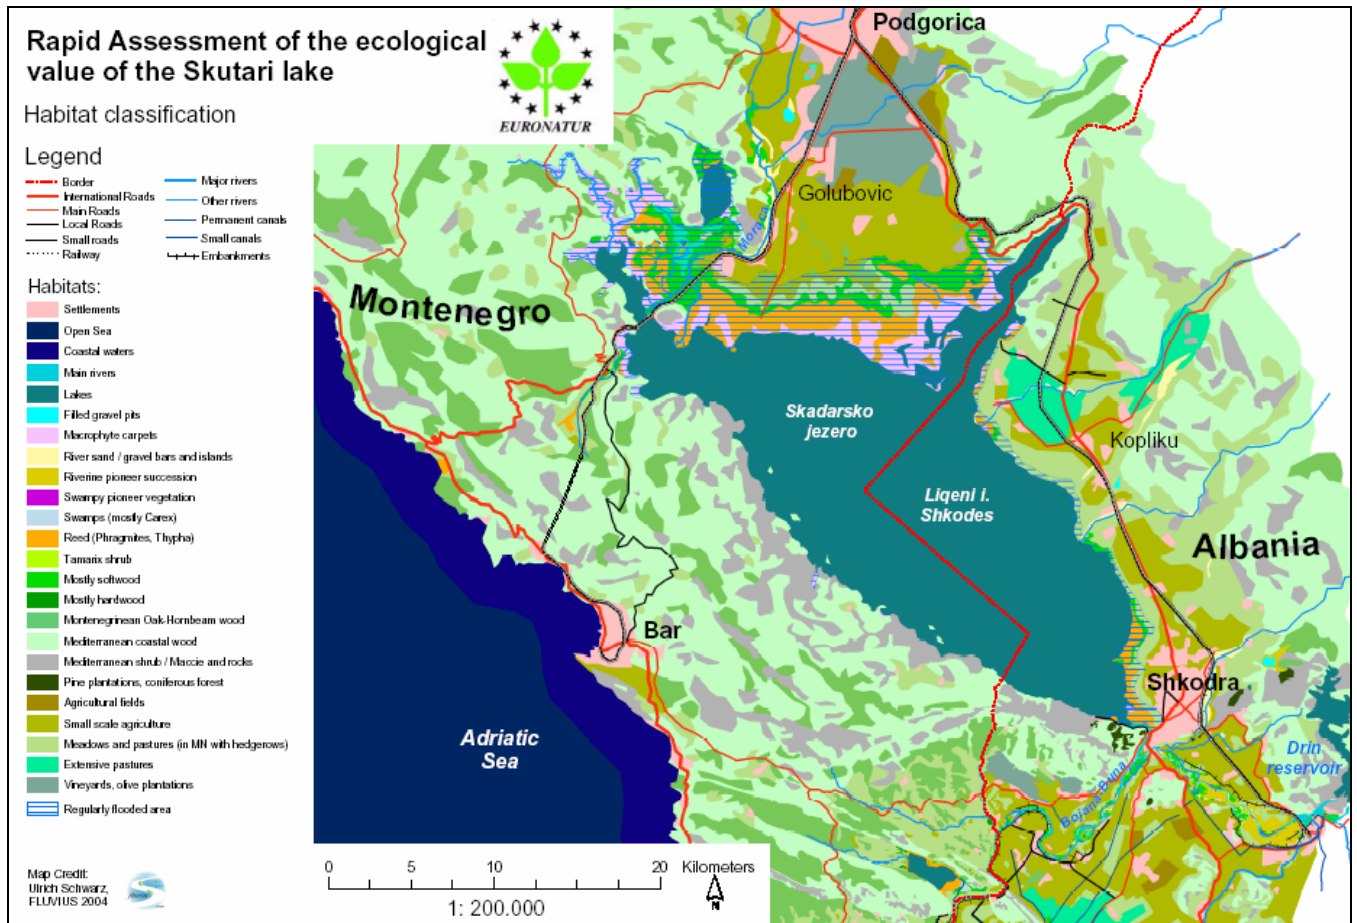 Rapid Assessment of the ecological
value of the Skutari lake
EURONATUR
Habitat classification
Legend
Border
International Roads
Main Roads
Local Roads
Small roads
Railway
Major rivers
Other rivers
Permanent canals
Small canals
Embankments
Habitats:
Settlements
Open Sea
Coastal waters
Main rivers
Lakes
Filled gravel pits
Macrophyte carpets
River sand / gravel bars and islands
Riverine pioneer succession
Swampy pioneer vegetation
Swamps (mostly Carex)
Reed (Phragmites, Thypha)
Tamarix shrub
Mostly softwood
Mostly hardwood
Montenegrinean Oak-Hornbeam wood
Mediterranean coastal wood
Mediterranean shrub / Maccie and rocks
Pine plantations, coniferous forest
Agricultural fields
Small scale agriculture
Meadows and pastures (in MN with hedgerows)
Extensive pastures
Vineyards, olive plantations
Regularly flooded area
Map Credit:
Ulrich Schwarz,
FLUVIUS 2004
Podgorica
Golubovic
Moraca
Montenegro
Skadarsko
jezero
Liqeni i.
Shkodes
Kopliku
Albania
Bar
Shkodra
Adriatic
Sea
Drin
reservoir
Bojana-Buna
0 5 10 20 Kilometers
1: 200.000
N